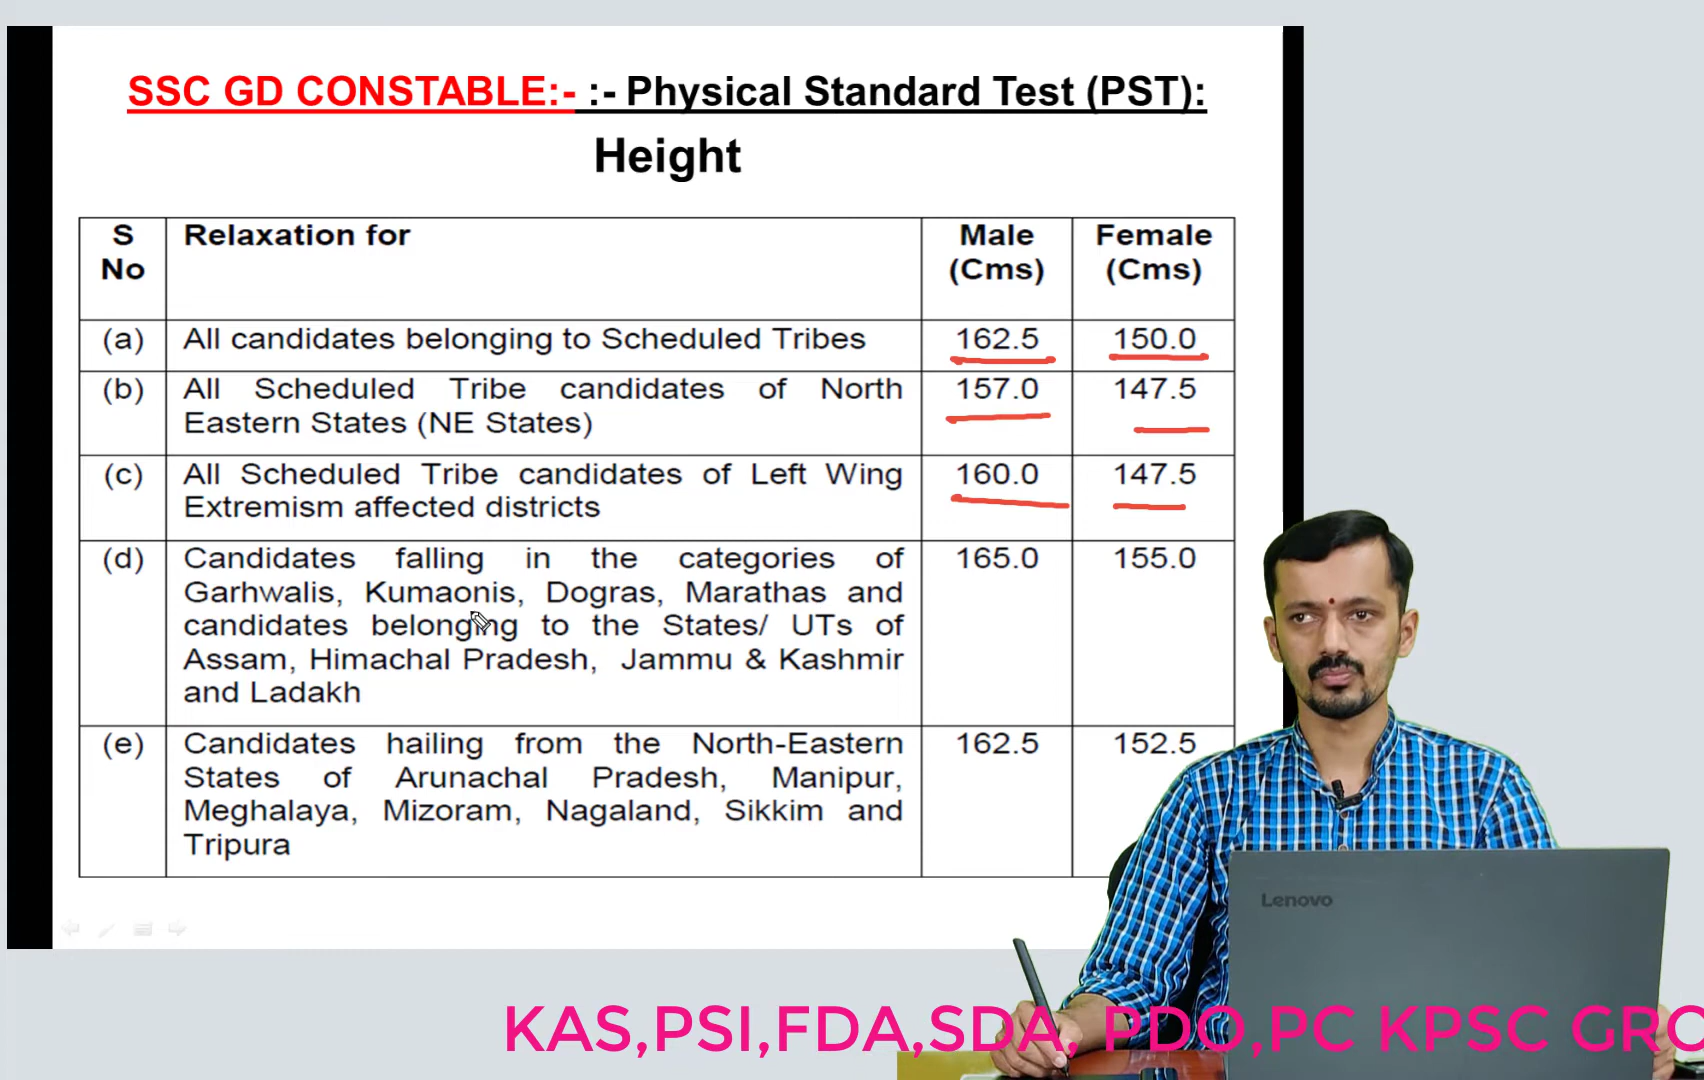 SSC GD CONSTABLE:- :- Physical Standard Test (PST):
Height
S No Relaxation for Male (Cms) Female (Cms)
(a) All candidates belonging to Scheduled Tribes 162.5 150.0
(b) All Scheduled Tribe candidates of North 157.0 147.5
Eastern States (NE States)
(c) All Scheduled Tribe candidates of Left Wing 160.0 147.5
Extremism affected districts
(d) Candidates falling in the categories of 165.0 155.0
Garhwalis, Kumaonis, Dogras, Marathas and
candidates belonging to the States/ UTs of
Assam, Himachal Pradesh, Jammu & Kashmir
and Ladakh
(e) Candidates hailing from the North-Eastern 162.5 152.5
States of Arunachal Pradesh, Manipur,
Meghalaya, Mizoram, Nagaland, Sikkim and
Tripura
Lenovo
KAS,PSI,FDA,SDA, PDO,PC KPSC GRO